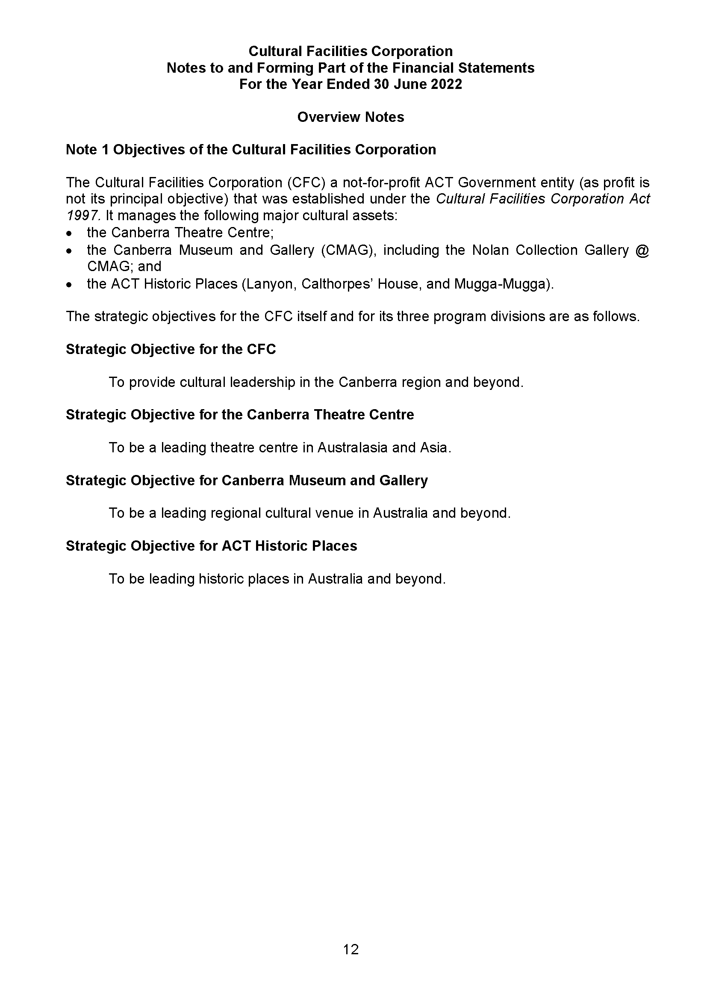 Cultural Facilities Corporation
Notes to and Forming Part of the Financial Statements
For the Year Ended 30 June 2022
Overview Notes
Note 1 Objectives of the Cultural Facilities Corporation
The Cultural Facilities Corporation (CFC) a not-for-profit ACT Government entity (as profit is
not its principal objective) that was established under the Cultural Facilities Corporation Act
1997. It manages the following major cultural assets:
• the Canberra Theatre Centre;
• the Canberra Museum and Gallery (CMAG), including the Nolan Collection Gallery @
CMAG; and
• the ACT Historic Places (Lanyon, Calthorpes’ House, and Mugga-Mugga).
The strategic objectives for the CFC itself and for its three program divisions are as follows.
Strategic Objective for the CFC
To provide cultural leadership in the Canberra region and beyond.
Strategic Objective for the Canberra Theatre Centre
To be a leading theatre centre in Australasia and Asia.
Strategic Objective for Canberra Museum and Gallery
To be a leading regional cultural venue in Australia and beyond.
Strategic Objective for ACT Historic Places
To be leading historic places in Australia and beyond.
12